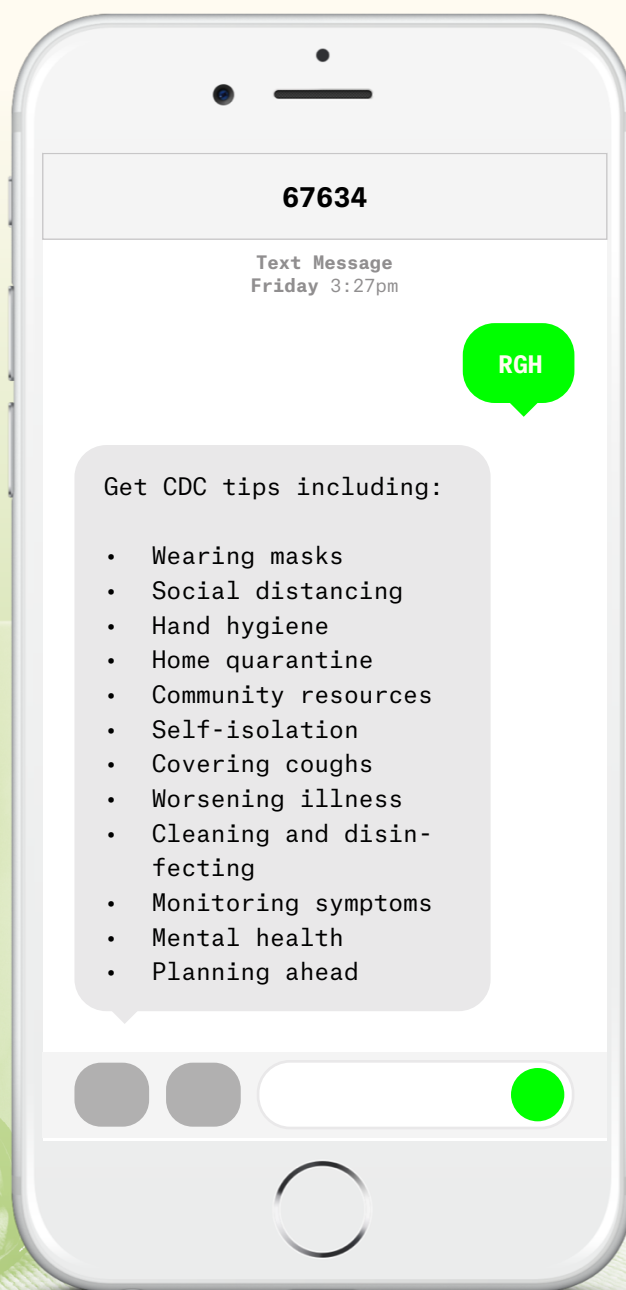 67634
Text Message
Friday 3:27pm
RGH
Get CDC tips including:
• Wearing masks
• Social distancing
• Hand hygiene
• Home quarantine
• Community resources
• Self-isolation
• Covering coughs
• Worsening illness
• Cleaning and disin-
fecting
• Monitoring symptoms
• Mental health
• Planning ahead